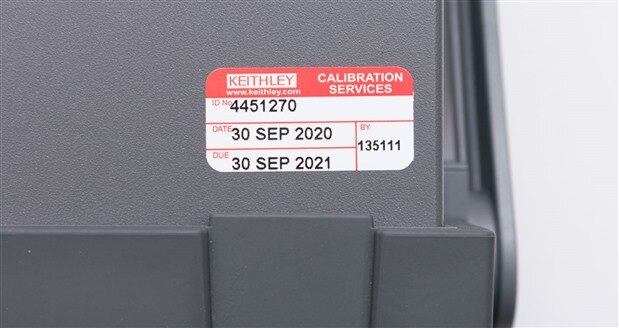 KEITHLEY CALIBRATION
www.keithley.com SERVICES
ID No 4451270
DATE 30 SEP 2020 BY
135111
DUE 30 SEP 2021